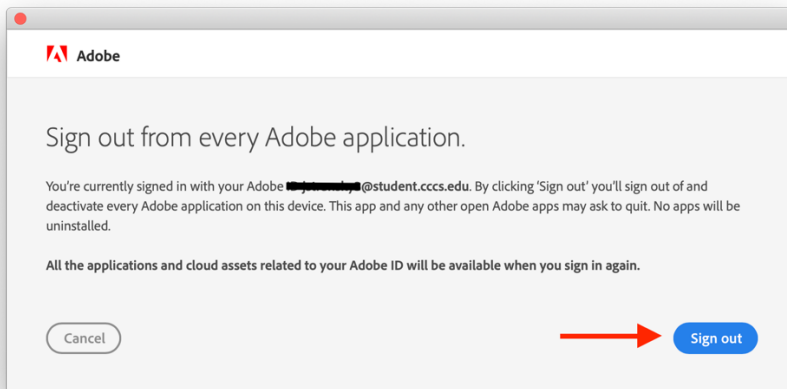 Adobe
Sign out from every Adobe application.
You're currently signed in with your Adobe @student.cccs.edu. By clicking 'Sign out' you'll sign out of and
deactivate every Adobe application on this device. This app and any other open Adobe apps may ask to quit. No apps will be
uninstalled.
All the applications and cloud assets related to your Adobe ID will be available when you sign in again.
Cancel
Sign out